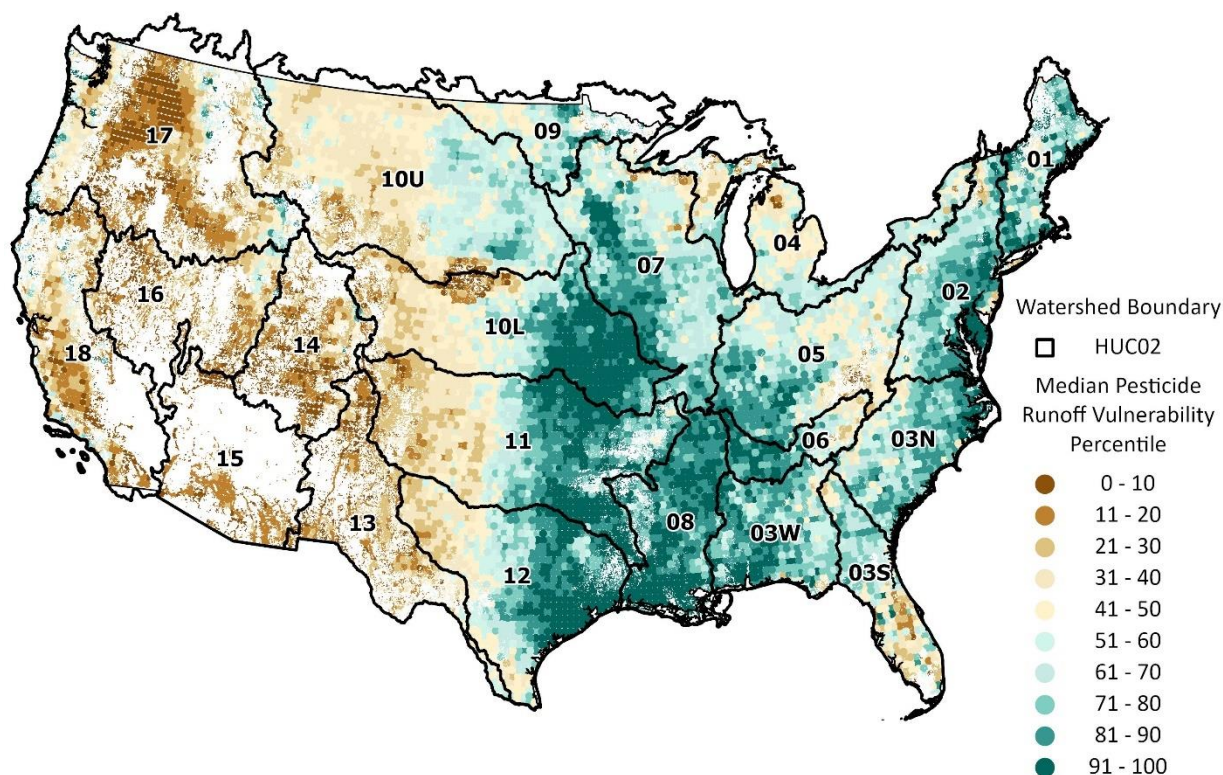 09
17
01
10U
04
07
02
16
10L
14
05
18
06
03N
11
15
08
03W
13
12
03S
Watershed Boundary
HUC02
Median Pesticide
Runoff Vulnerability
Percentile
0 - 10
11 - 20
21 - 30
31 - 40
41 - 50
51 - 60
61 - 70
71 - 80
81 - 90
91 - 100